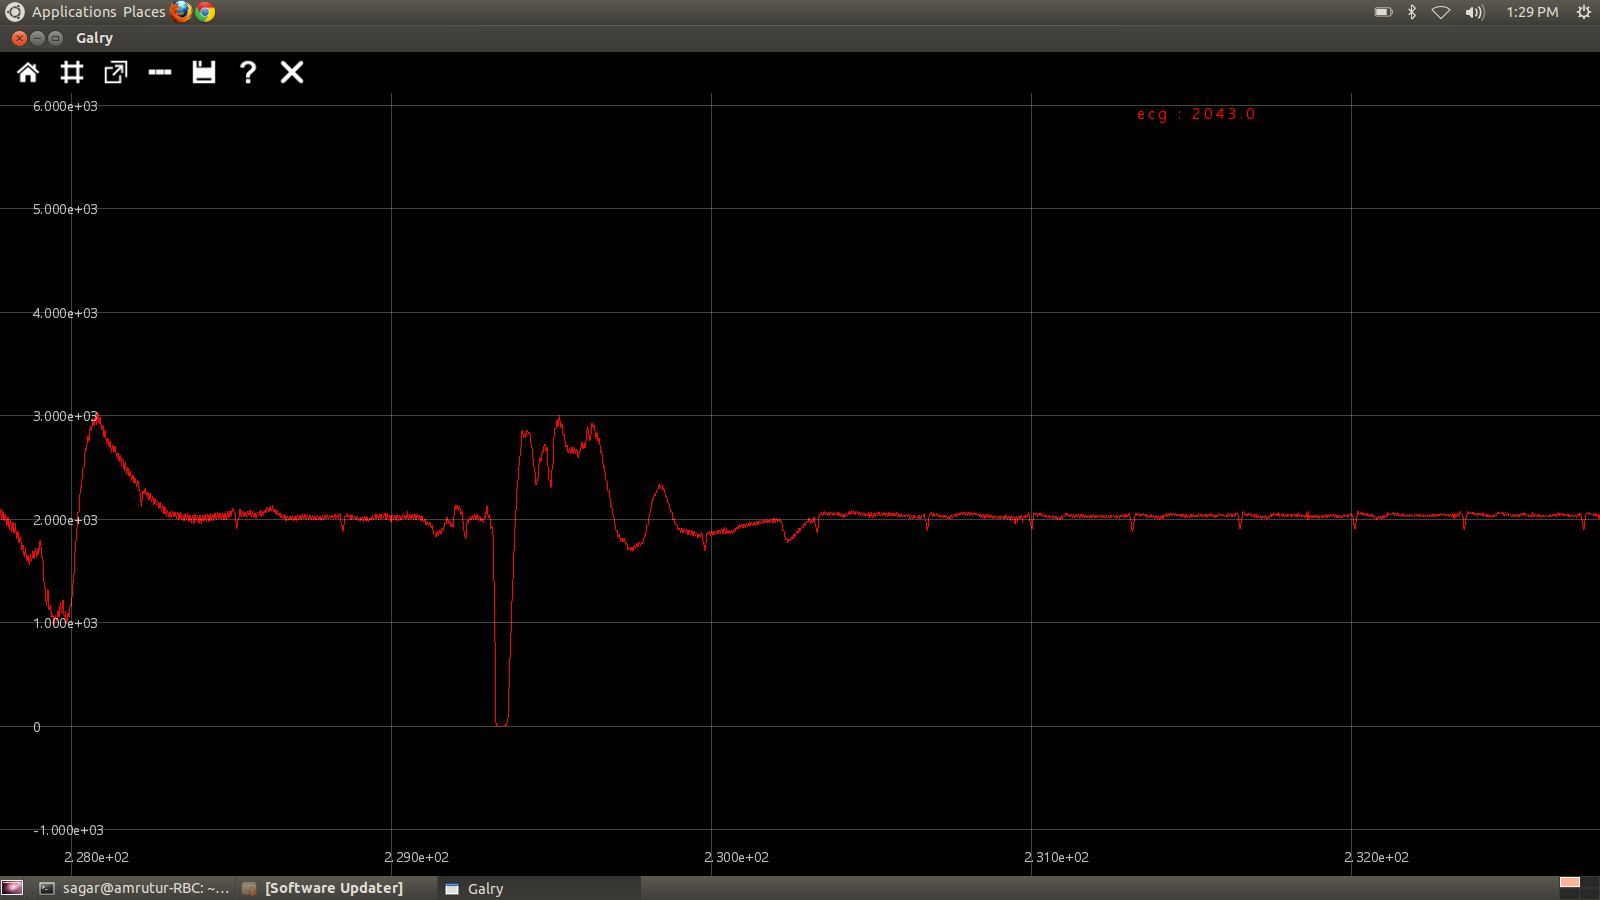 Applications Places 1:29 PM
Galry
?
6.000e+03
ecg : 2043.0
5.000e+03
4.000e+03
3.000e+03
2.000e+03
1.000e+03
0
-1.000e+03
2.280e+02 2.290e+02 2.300e+02 2.310e+02 2.320e+02
sagar@amrutur-RBC: ~... [Software Updater] Galry